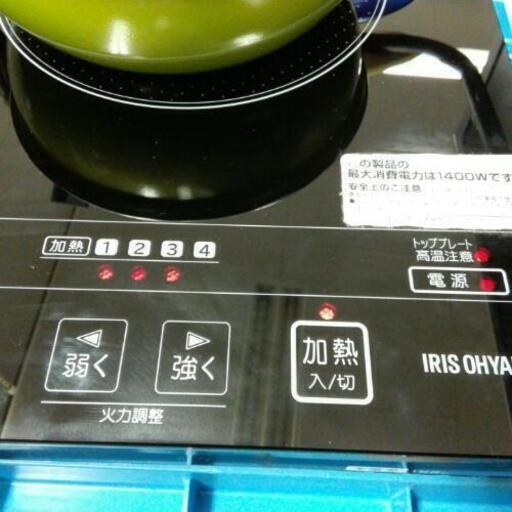 この製品の
最大消費電力は1400Wです
安全上のご注意
加熱 1 2 3 4
トッププレート
高温注意
電源
弱く 強く
火力調整
加熱
入/切
IRIS OHYA